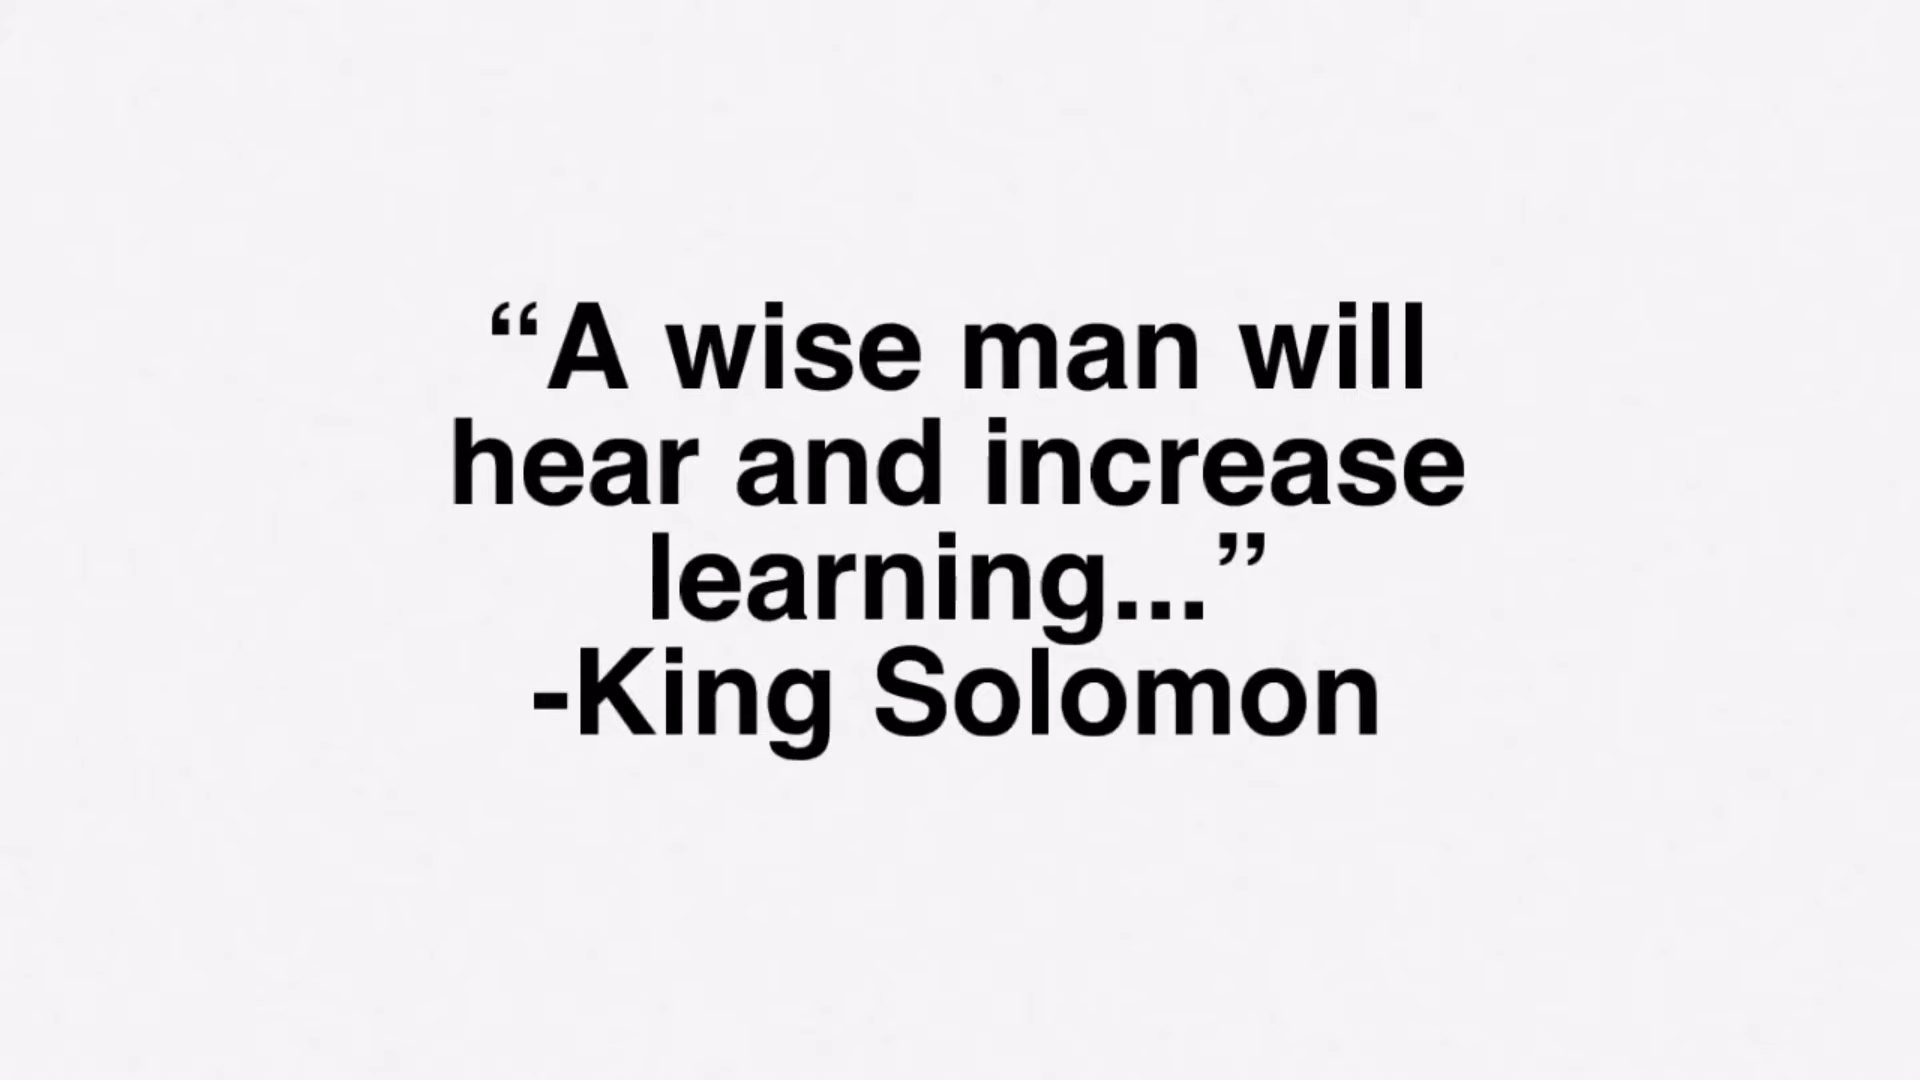 “A wise man will
hear and increase
learning...”
-King Solomon